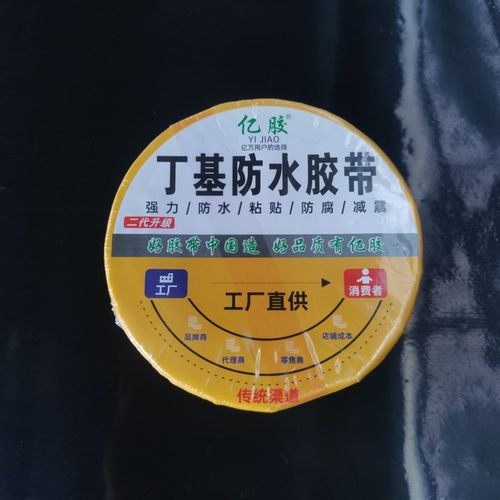 亿胶®
YI JIAO
亿万用户的选择
丁基防水胶带
强力/防水/粘贴/防腐/减震
二代升级
好胶带中国造 好品质有亿胶
工厂
工厂直供
消费者
品牌商
代理商
零售商
店铺成本
传统渠道